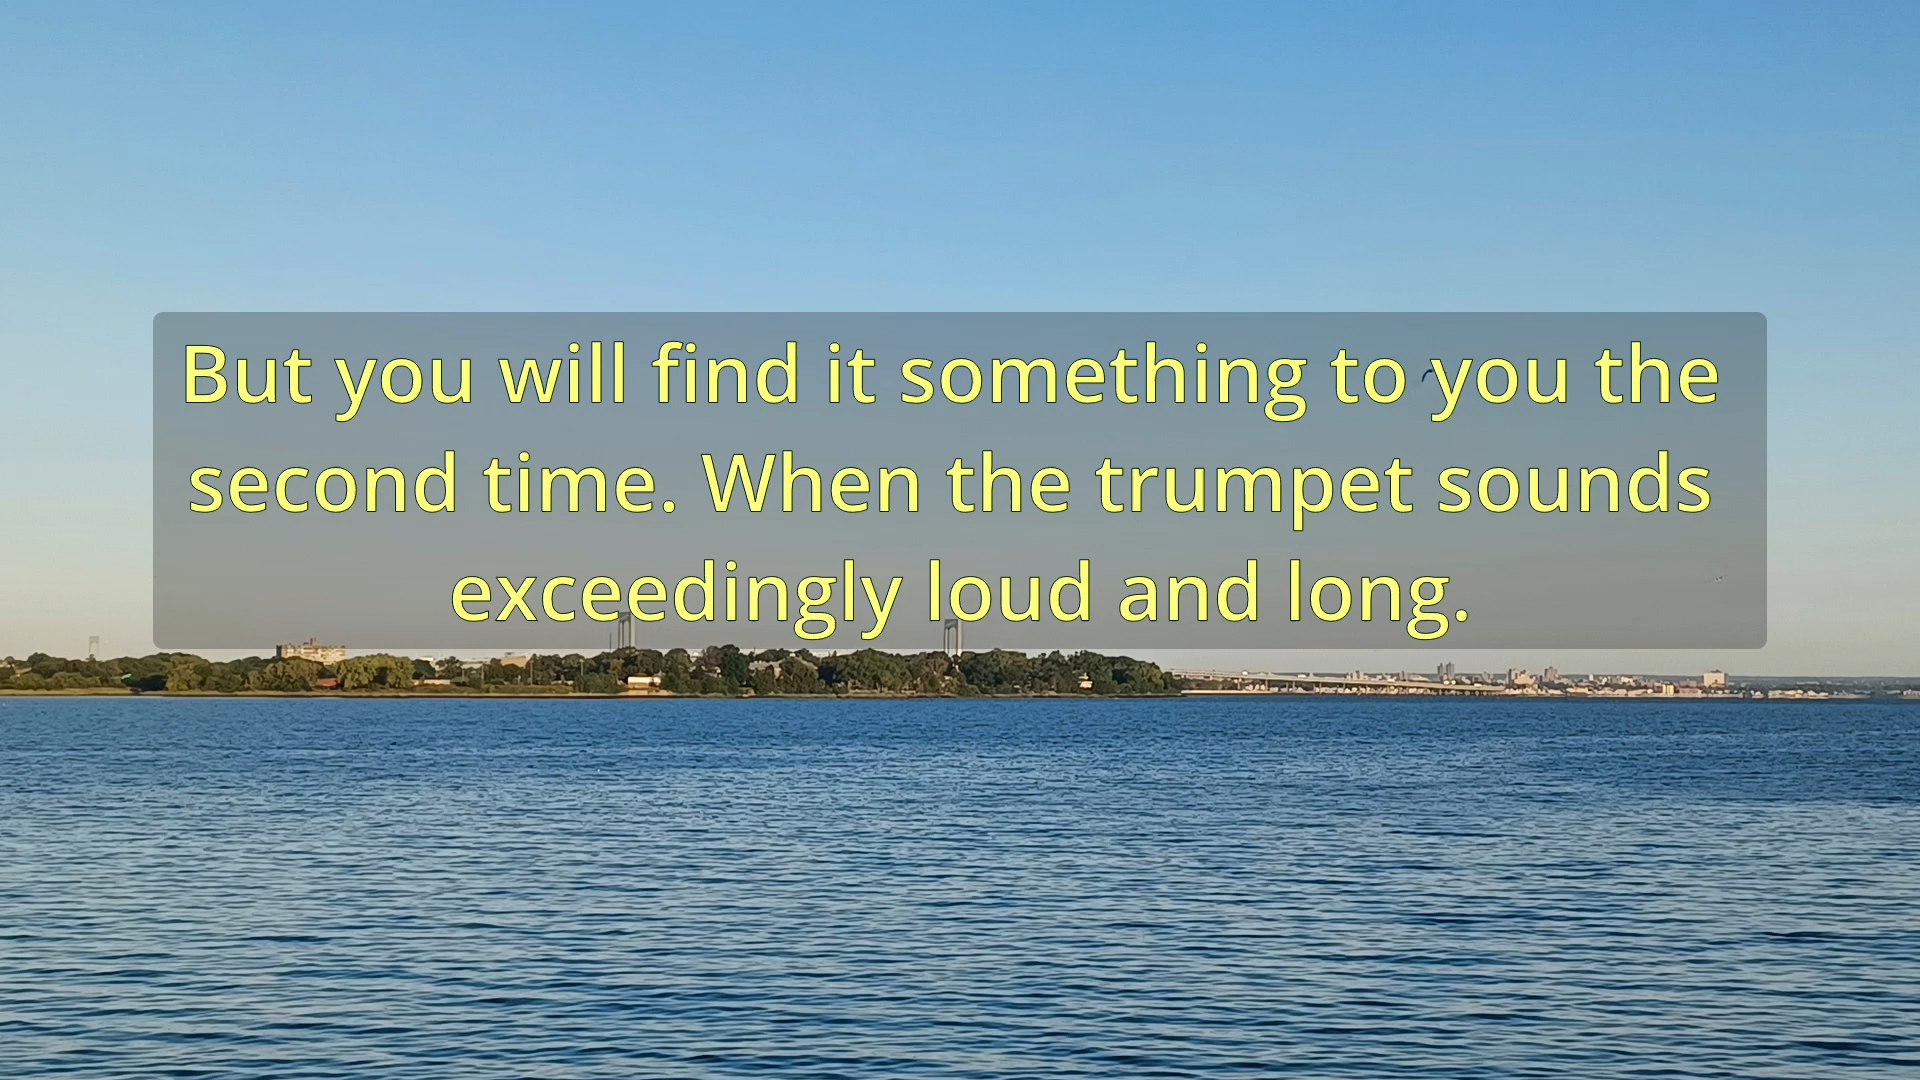 But you will find it something to you the
second time. When the trumpet sounds
exceedingly loud and long.